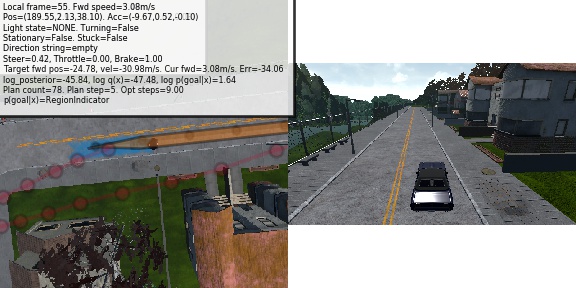 Local frame=55. Fwd speed=3.08m/s
Pos=(189.55,2.13,38.10). Acc=(-9.67,0.52,-0.10)
Light state=NONE. Turning=False
Stationary=False. Stuck=False
Direction string=empty
Steer=0.42, Throttle=0.00, Brake=1.00
Target fwd pos=-24.78, vel=-30.98m/s. Cur fwd=3.08m/s. Err=-34.06
log_posterior=-45.84, log q(x)=-47.48, log p(goal|x)=1.64
Plan count=78. Plan step=5. Opt steps=9.00
p(goal|x)=RegionIndicator